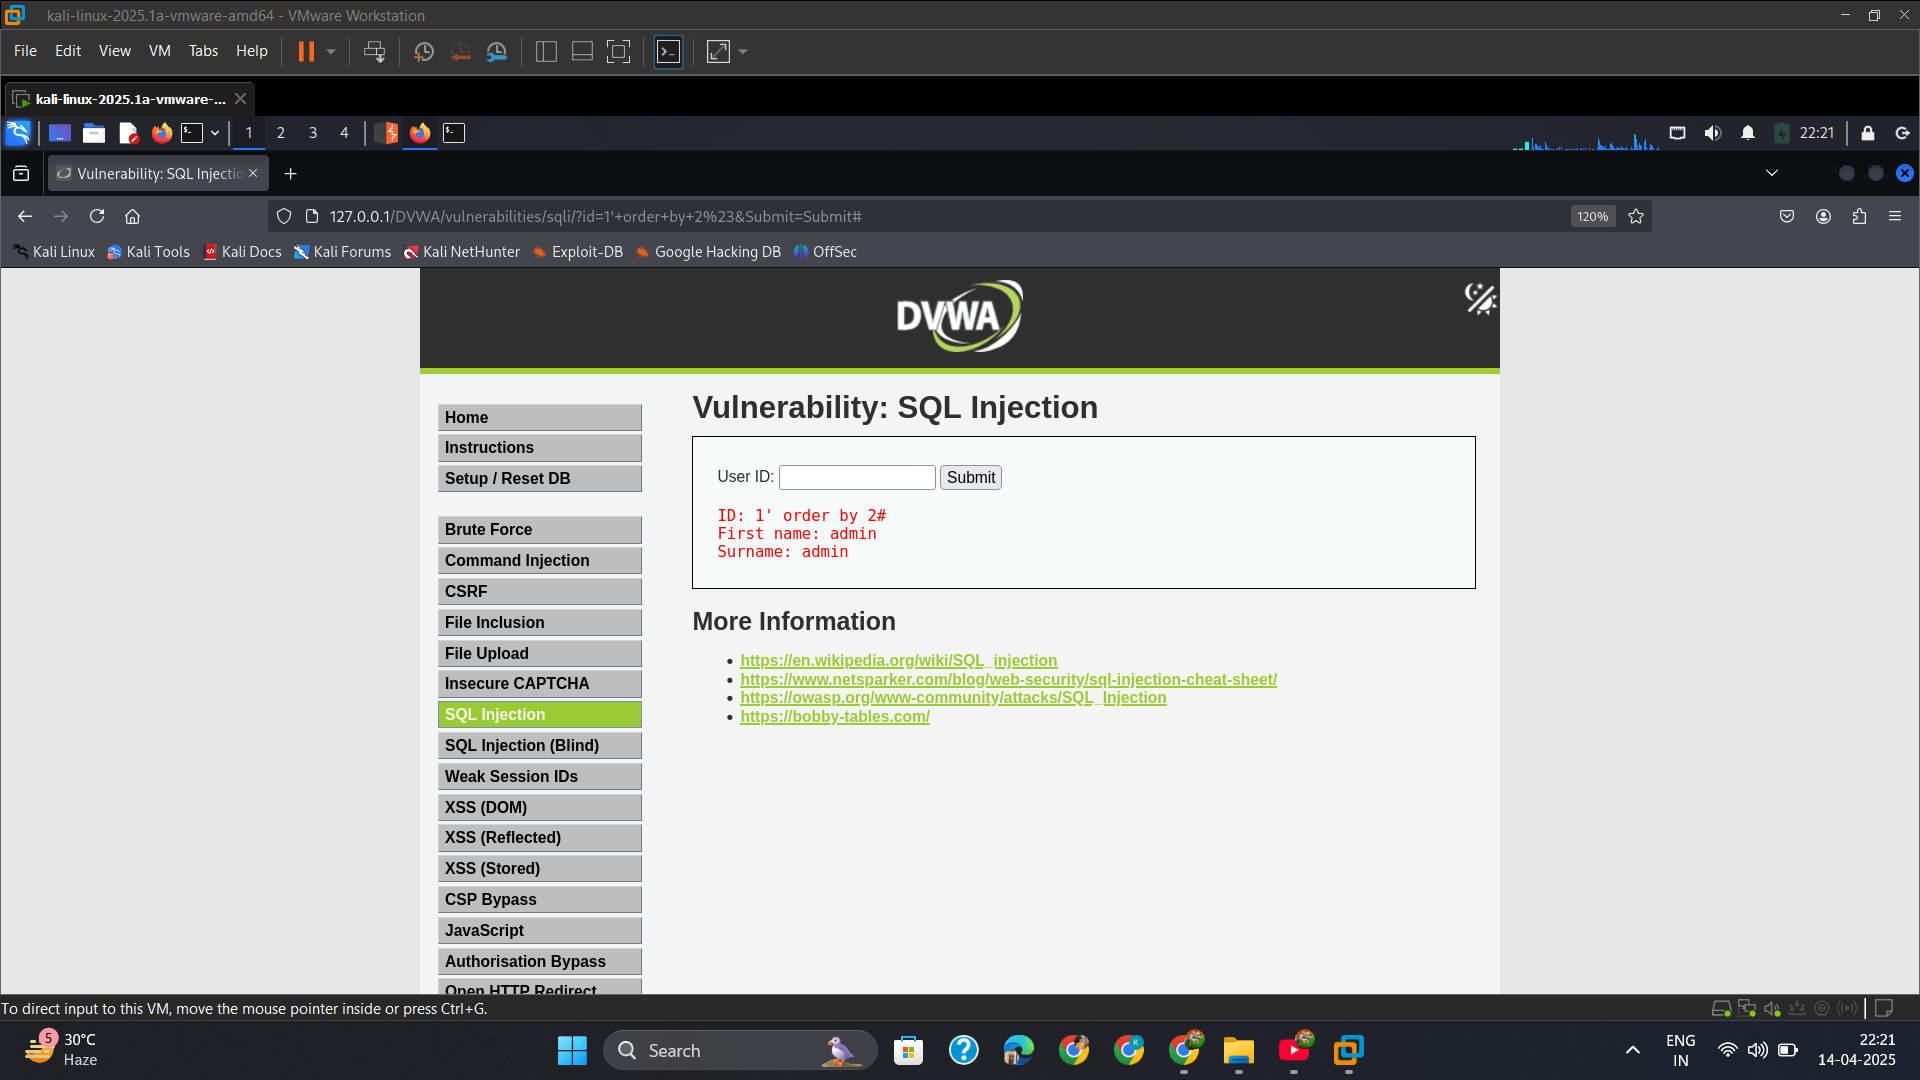 kali-linux-2025.1a-vmware-amd64 - VMware Workstation
File Edit View VM Tabs Help
kali-linux-2025.1a-vmware-...
1 2 3 4 22:21
Vulnerability: SQL Injectio
127.0.0.1/DVWA/vulnerabilities/sqli/?id=1'+order+by+2%23&Submit=Submit# 120%
Kali Linux Kali Tools Kali Docs Kali Forums Kali NetHunter Exploit-DB Google Hacking DB OffSec
DVWA
Vulnerability: SQL Injection
User ID: Submit
ID: 1' order by 2#
First name: admin
Surname: admin
More Information
https://en.wikipedia.org/wiki/SQL_injection
https://www.netsparker.com/blog/web-security/sql-injection-cheat-sheet/
https://owasp.org/www-community/attacks/SQL_Injection
https://bobby-tables.com/
Home
Instructions
Setup / Reset DB
Brute Force
Command Injection
CSRF
File Inclusion
File Upload
Insecure CAPTCHA
SQL Injection
SQL Injection (Blind)
Weak Session IDs
XSS (DOM)
XSS (Reflected)
XSS (Stored)
CSP Bypass
JavaScript
Authorisation Bypass
Open HTTP Redirect
To direct input to this VM, move the mouse pointer inside or press Ctrl+G.
5
30°C
Haze
Search
K
ENG
IN
22:21
14-04-2025